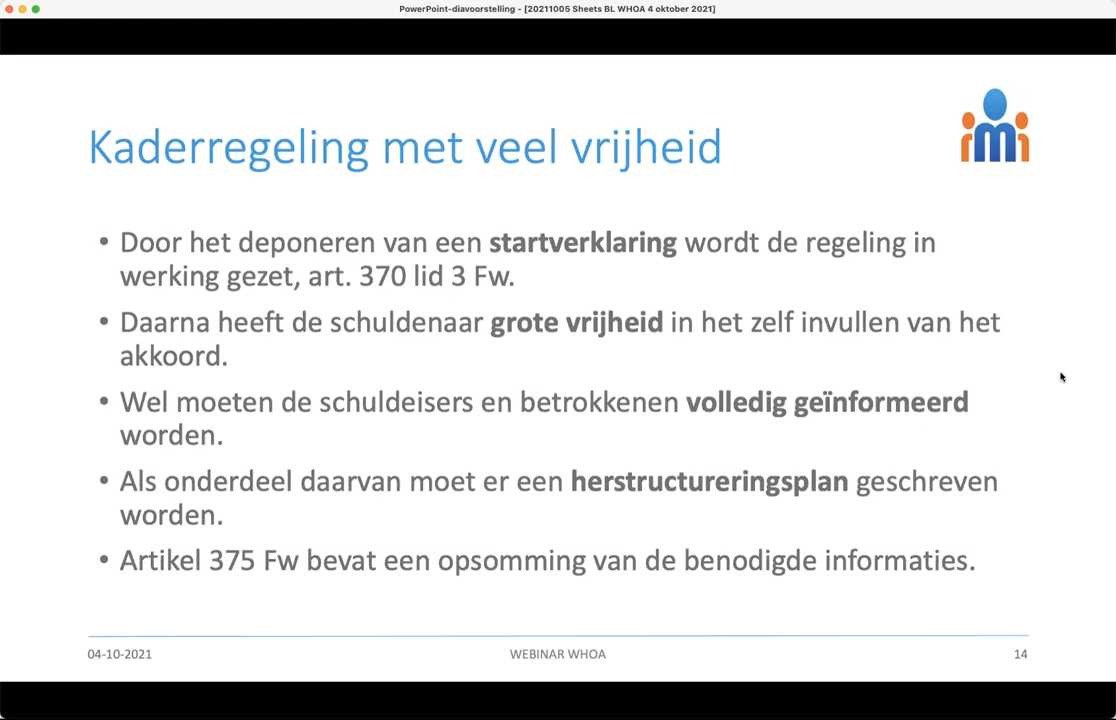 PowerPoint-diavoorstelling - [20211005 Sheets BL WHOA 4 oktober 2021]
Kaderregeling met veel vrijheid
• Door het deponeren van een startverklaring wordt de regeling in
werking gezet, art. 370 lid 3 Fw.
• Daarna heeft de schuldenaar grote vrijheid in het zelf invullen van het
akkoord.
• Wel moeten de schuldeisers en betrokkenen volledig geïnformeerd
worden.
• Als onderdeel daarvan moet er een herstructureringsplan geschreven
worden.
• Artikel 375 Fw bevat een opsomming van de benodigde informaties.
04-10-2021 WEBINAR WHOA 14